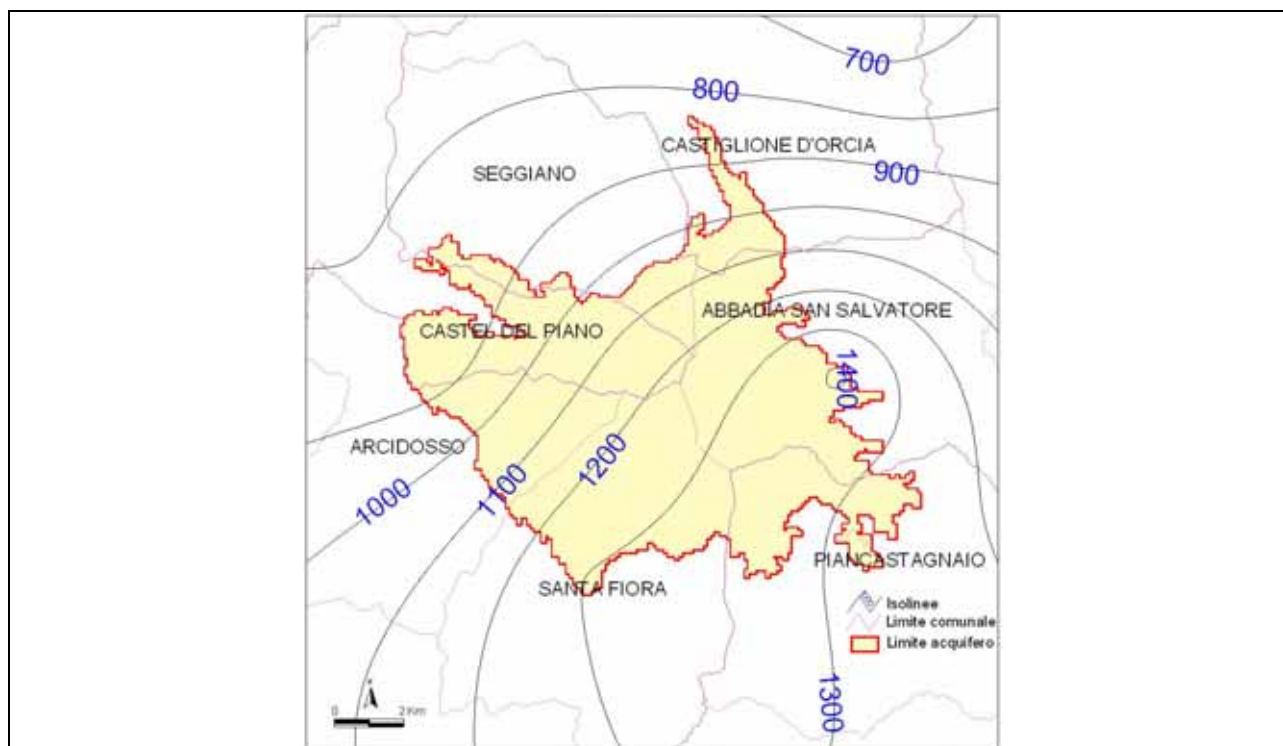 700
800
CASTIGLIONE D'ORCIA
900
SEGGIANO
ABBADIA SAN SALVATORE
CASTEL DEL PIANO
1400
ARCIDOSSO
1200
1100
1000
PIANCASTAGNAIO
SANTA FIORA
Isolinee
Limite comunale
Limite acquifero
1300
0 2 Km